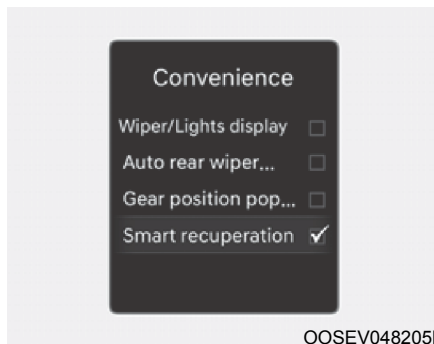 Convenience
Wiper/Lights display
Auto rear wiper...
Gear position pop...
Smart recuperation
OOSEV048205